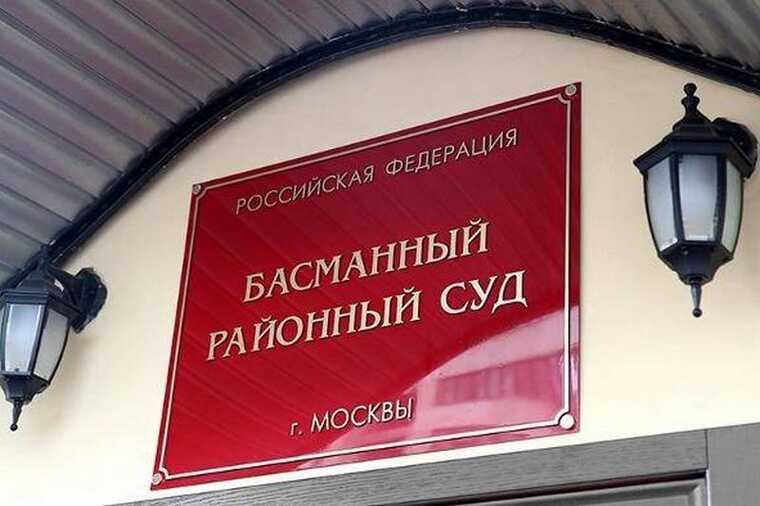 РОССИЙСКАЯ ФЕДЕРАЦИЯ
БАСМАННЫЙ
РАЙОННЫЙ СУД
г. МОСКВЫ